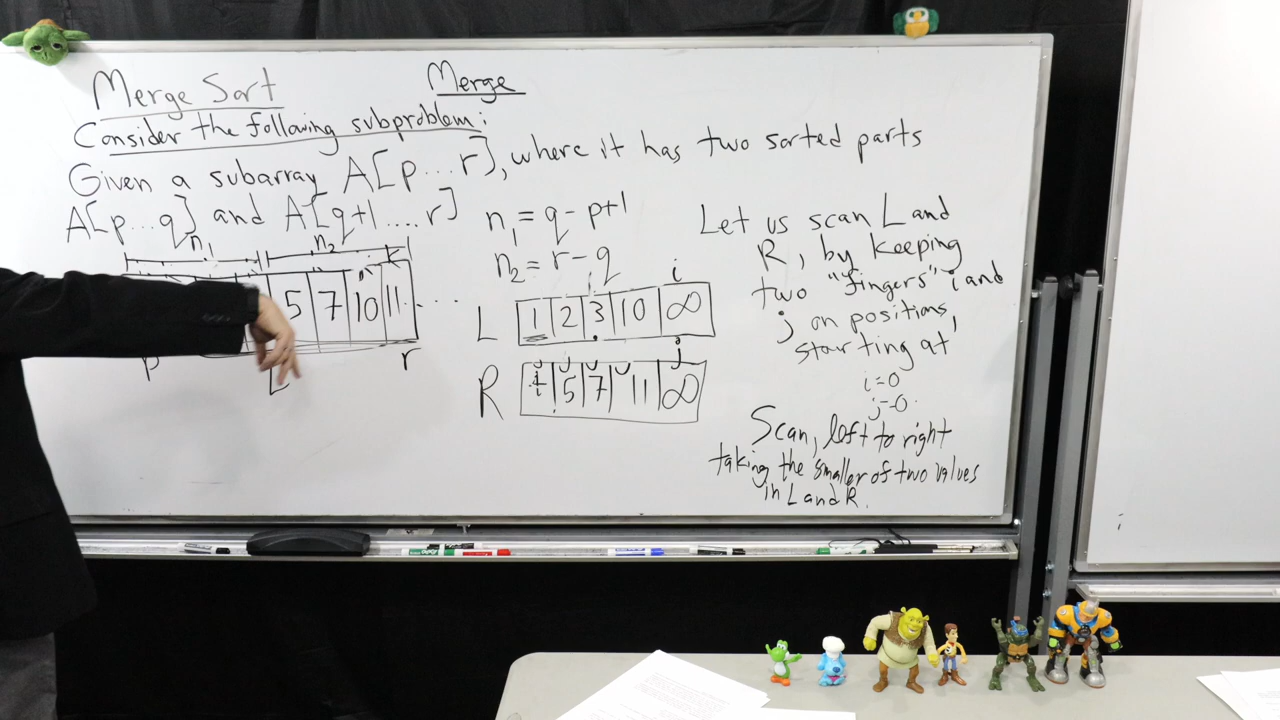 Merge Sort
Merge
Consider the following subproblem:
Given a subarray A[p...r], where it has two sorted parts
A[p...q] and A[q+1....r]
n₁ n₂
5 7 10 11 ....
p r
n₁ = q - p+1
n₂ = r - q
i
L 1 2 3 10 ∞
j
R 5 7 11 ∞
Let us scan L and
R, by keeping
two "fingers" i and
j on positions,
starting at
i=0
j=0.
Scan, left to right
taking the smaller of two values
in L and R.